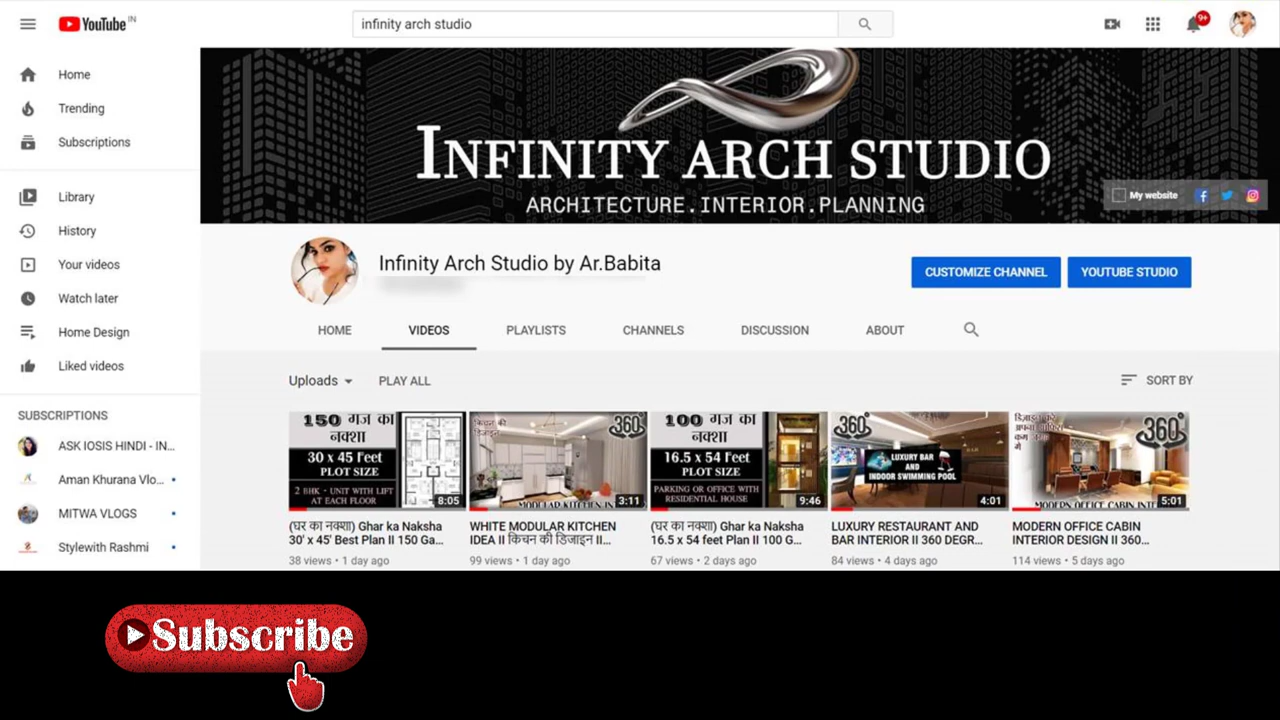 YouTube IN
infinity arch studio
9+
Home
Trending
Subscriptions
Library
History
Your videos
Watch later
Home Design
Liked videos
SUBSCRIPTIONS
ASK IOSIS HINDI - IN...
Aman Khurana Vlo...
MITWA VLOGS
Stylewith Rashmi
INFINITY ARCH STUDIO
ARCHITECTURE.INTERIOR.PLANNING
My website
Infinity Arch Studio by Ar.Babita
CUSTOMIZE CHANNEL
YOUTUBE STUDIO
HOME VIDEOS PLAYLISTS CHANNELS DISCUSSION ABOUT
Uploads PLAY ALL SORT BY
150 गज का
नक्शा
30 x 45 Feet
PLOT SIZE
2 BHK - UNIT WITH LIFT
AT EACH FLOOR
8:05
(घर का नक्शा) Ghar ka Naksha
30' x 45' Best Plan II 150 Ga...
38 views • 1 day ago
किचन की
डिजाइन
360°
MODULAR KITCHEN IN
3:11
WHITE MODULAR KITCHEN
IDEA II किचन की डिजाइन II...
99 views • 1 day ago
100 गज का
नक्शा
16.5 x 54 Feet
PLOT SIZE
PARKING OR OFFICE WITH
RESIDENTIAL HOUSE
9:46
(घर का नक्शा) Ghar ka Naksha
16.5 x 54 feet Plan II 100 G...
67 views • 2 days ago
360°
LUXURY BAR
AND
INDOOR SWIMMING POOL
4:01
LUXURY RESTAURANT AND
BAR INTERIOR II 360 DEGR...
84 views • 4 days ago
360°
MODERN OFFICE CABIN INT
5:01
MODERN OFFICE CABIN
INTERIOR DESIGN II 360...
114 views • 5 days ago
Subscribe